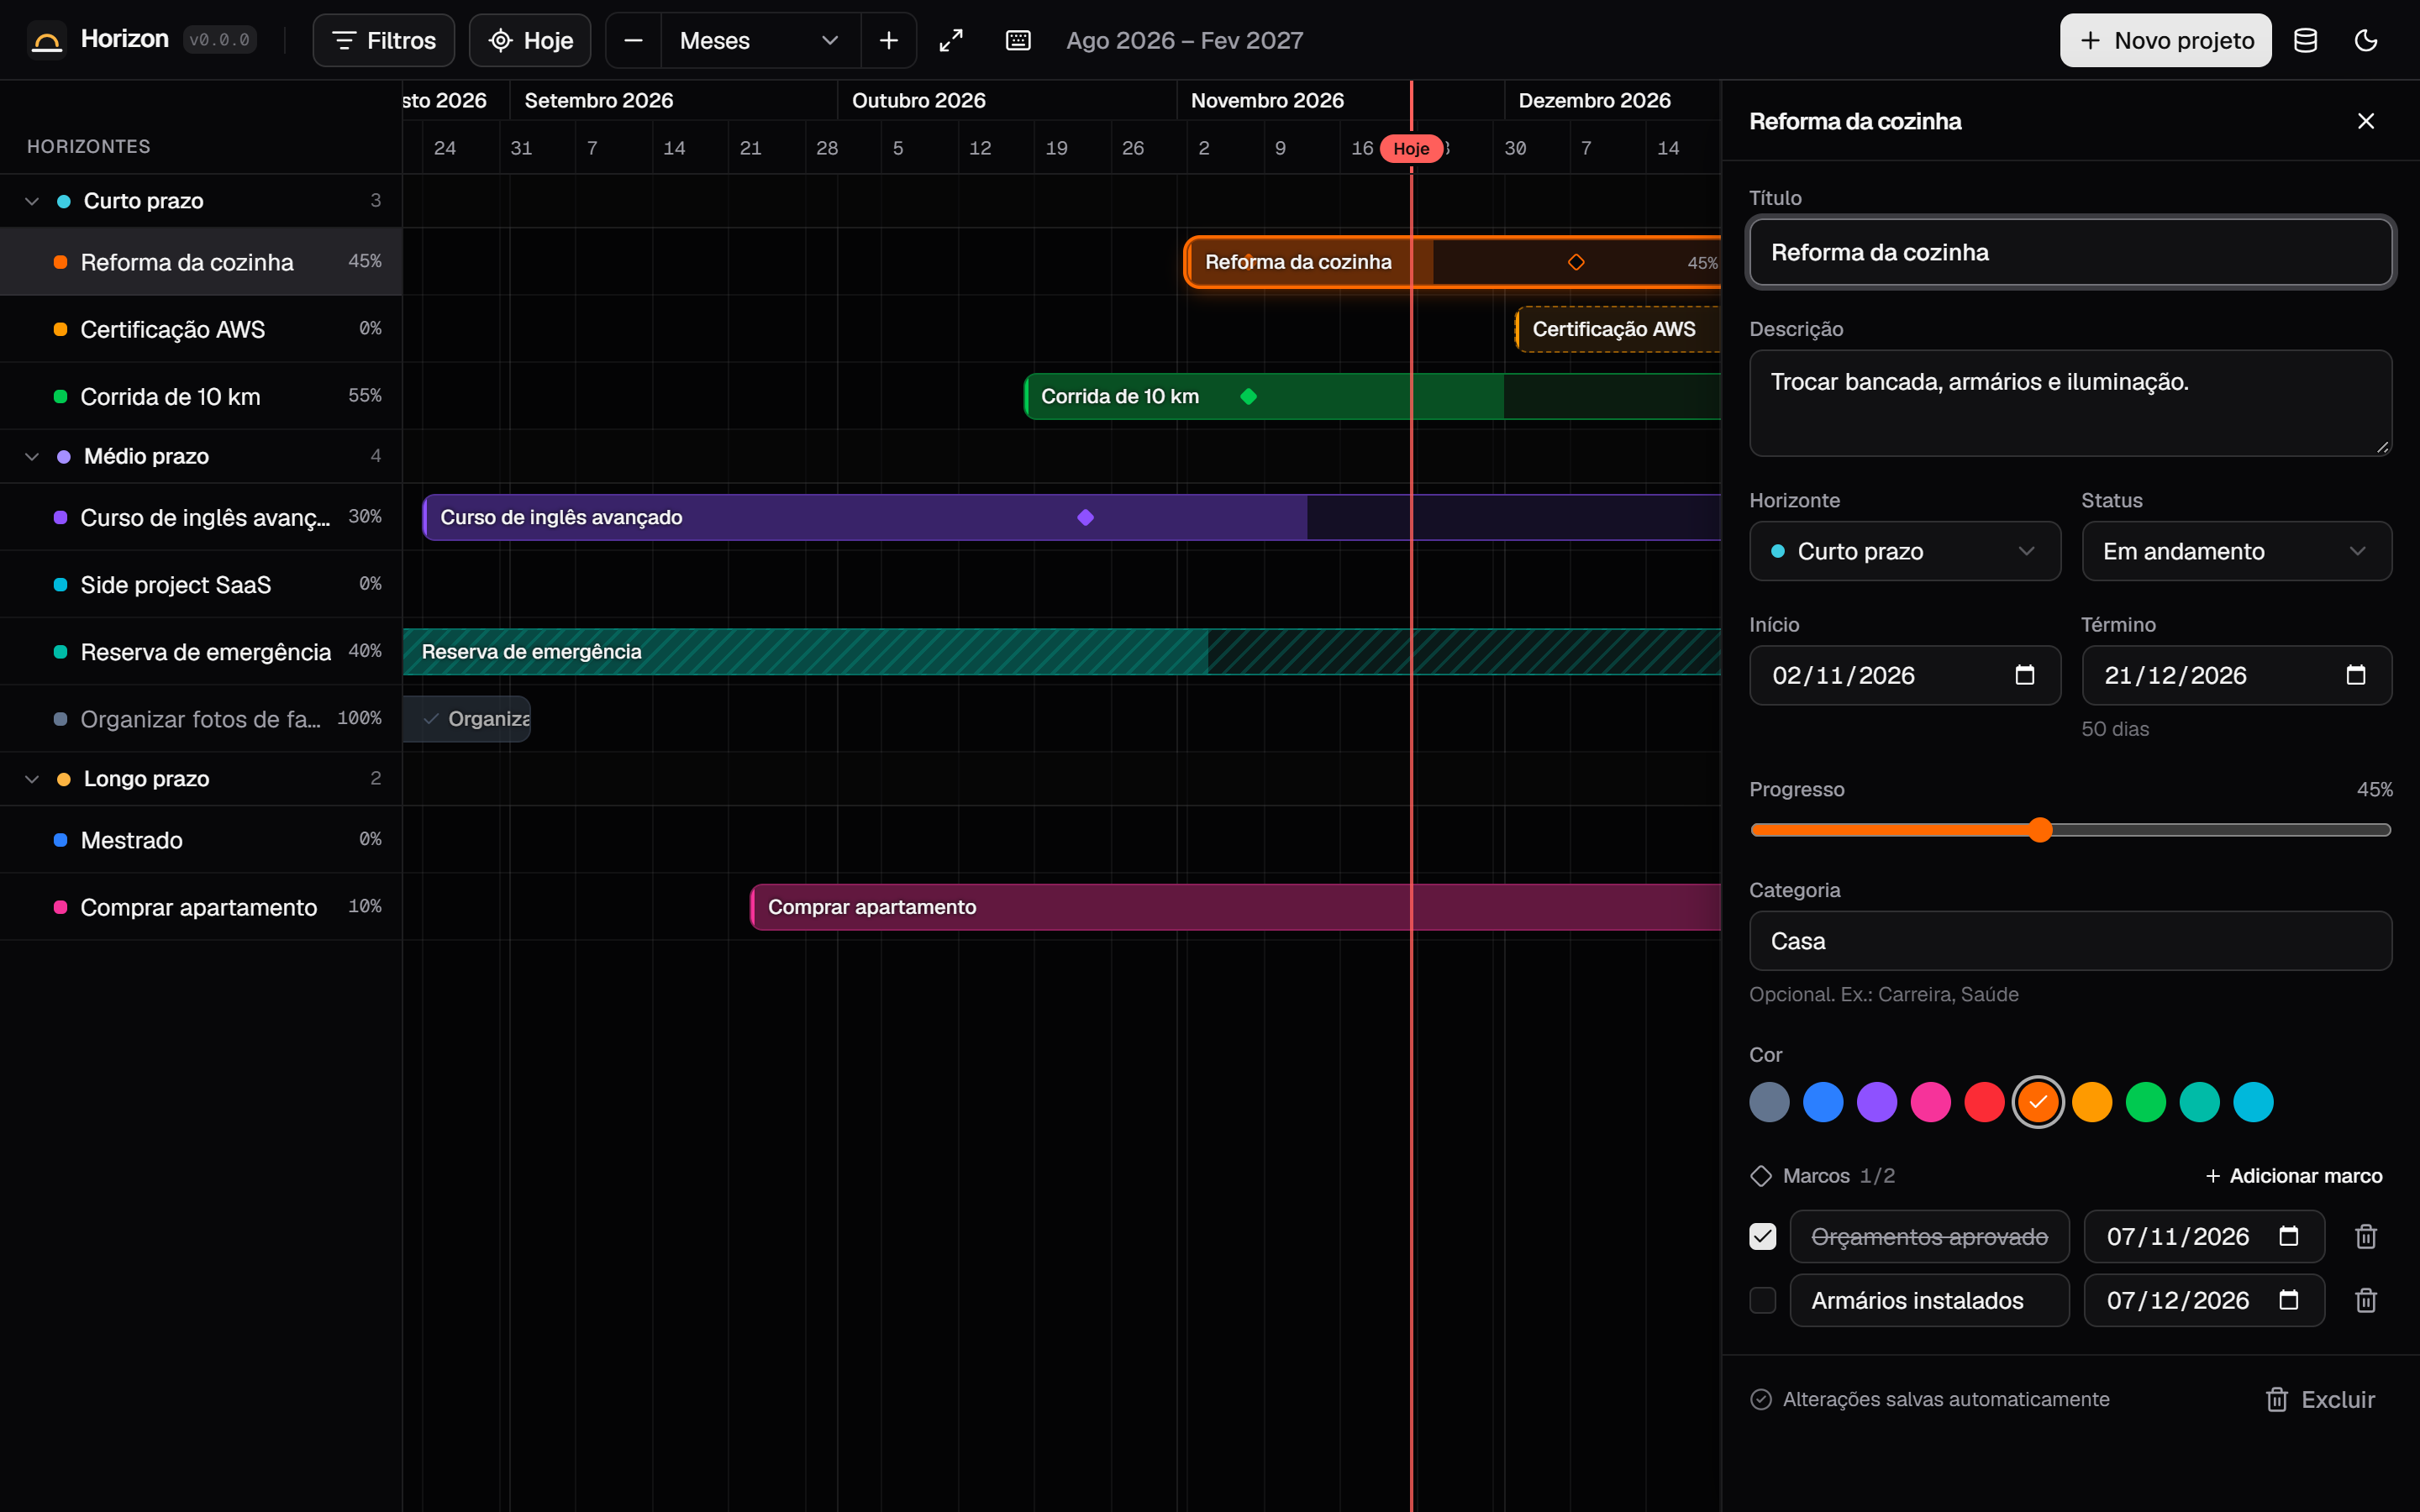 Horizon v0.0.0 Filtros Hoje Meses Ago 2026 – Fev 2027 Novo projeto
HORIZONTES
Curto prazo 3
Reforma da cozinha 45%
Certificação AWS 0%
Corrida de 10 km 55%
Médio prazo 4
Curso de inglês avanç... 30%
Side project SaaS 0%
Reserva de emergência 40%
Organizar fotos de fa... 100%
Longo prazo 2
Mestrado 0%
Comprar apartamento 10%
sto 2026 Setembro 2026 Outubro 2026 Novembro 2026 Dezembro 2026
24 31 7 14 21 28 5 12 19 26 2 9 16 Hoje 30 7 14
Reforma da cozinha 45%
Certificação AWS
Corrida de 10 km
Curso de inglês avançado
Reserva de emergência
Organiza
Comprar apartamento
Reforma da cozinha
Título
Reforma da cozinha
Descrição
Trocar bancada, armários e iluminação.
Horizonte Status
Curto prazo Em andamento
Início Término
02/11/2026 21/12/2026
50 dias
Progresso 45%
Categoria
Casa
Opcional. Ex.: Carreira, Saúde
Cor
Marcos 1/2 Adicionar marco
Orçamentos aprovado 07/11/2026
Armários instalados 07/12/2026
Alterações salvas automaticamente Excluir